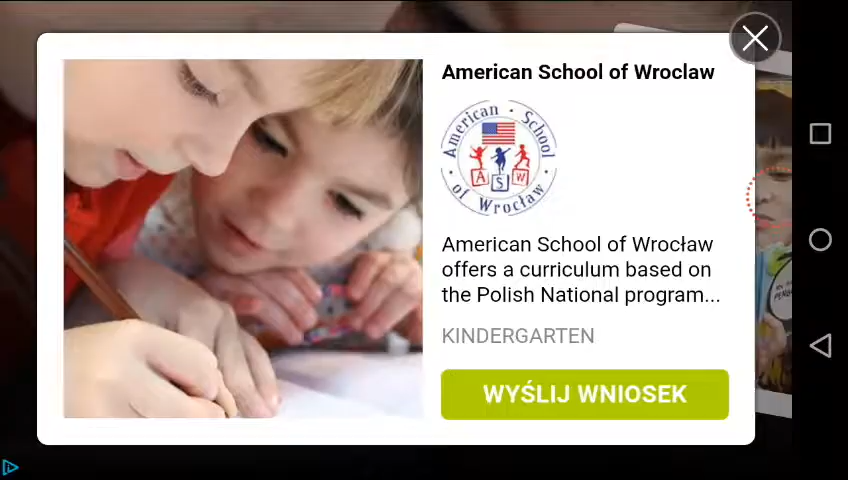 American School of Wroclaw
American · School
A S W
· of Wrocław ·
American School of Wrocław
offers a curriculum based on
the Polish National program...
KINDERGARTEN
WYŚLIJ WNIOSEK